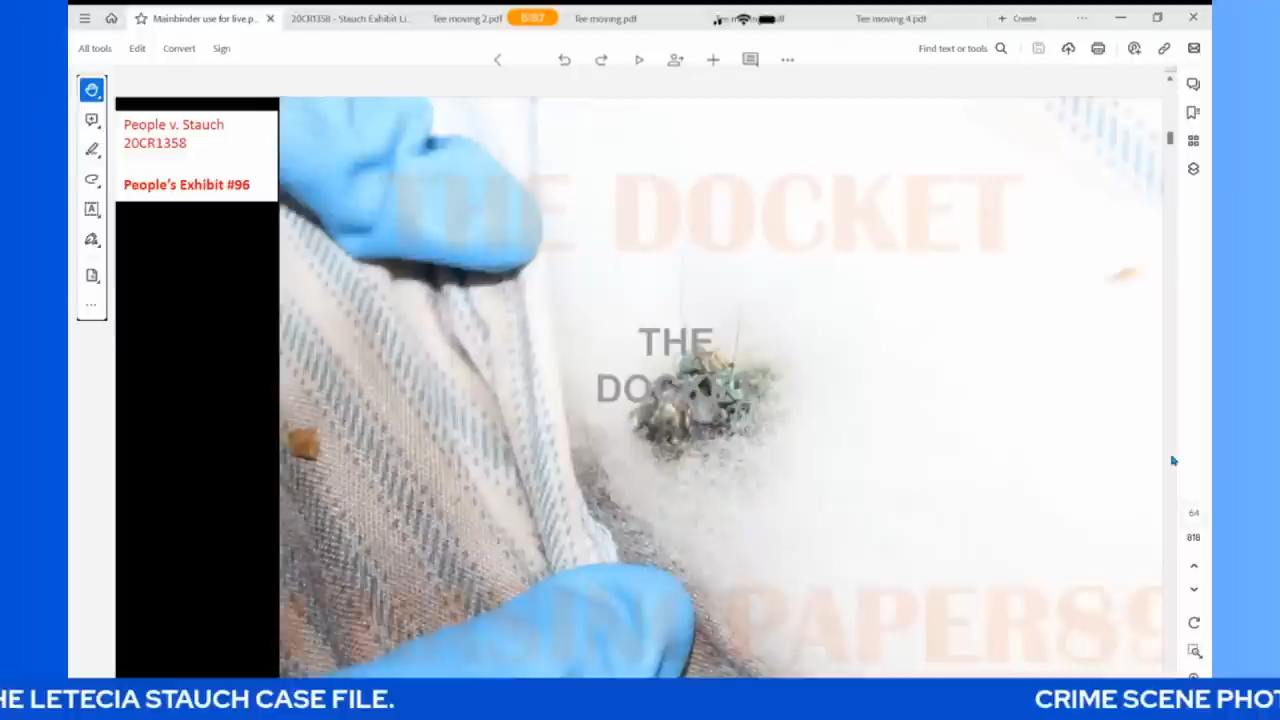 Mainbinder use for live.p...
20CR1358 - Stauch Exhibit Li...
Tee moving 2.pdf
Tee moving.pdf
Tee moving 4.pdf
Create
All tools
Edit
Convert
Sign
Find text or tools
People v. Stauch
20CR1358
People's Exhibit #96
THE DOCKET
THE
DOCKET
PAPER89
64
818
HE LETECIA STAUCH CASE FILE.
CRIME SCENE PHOT